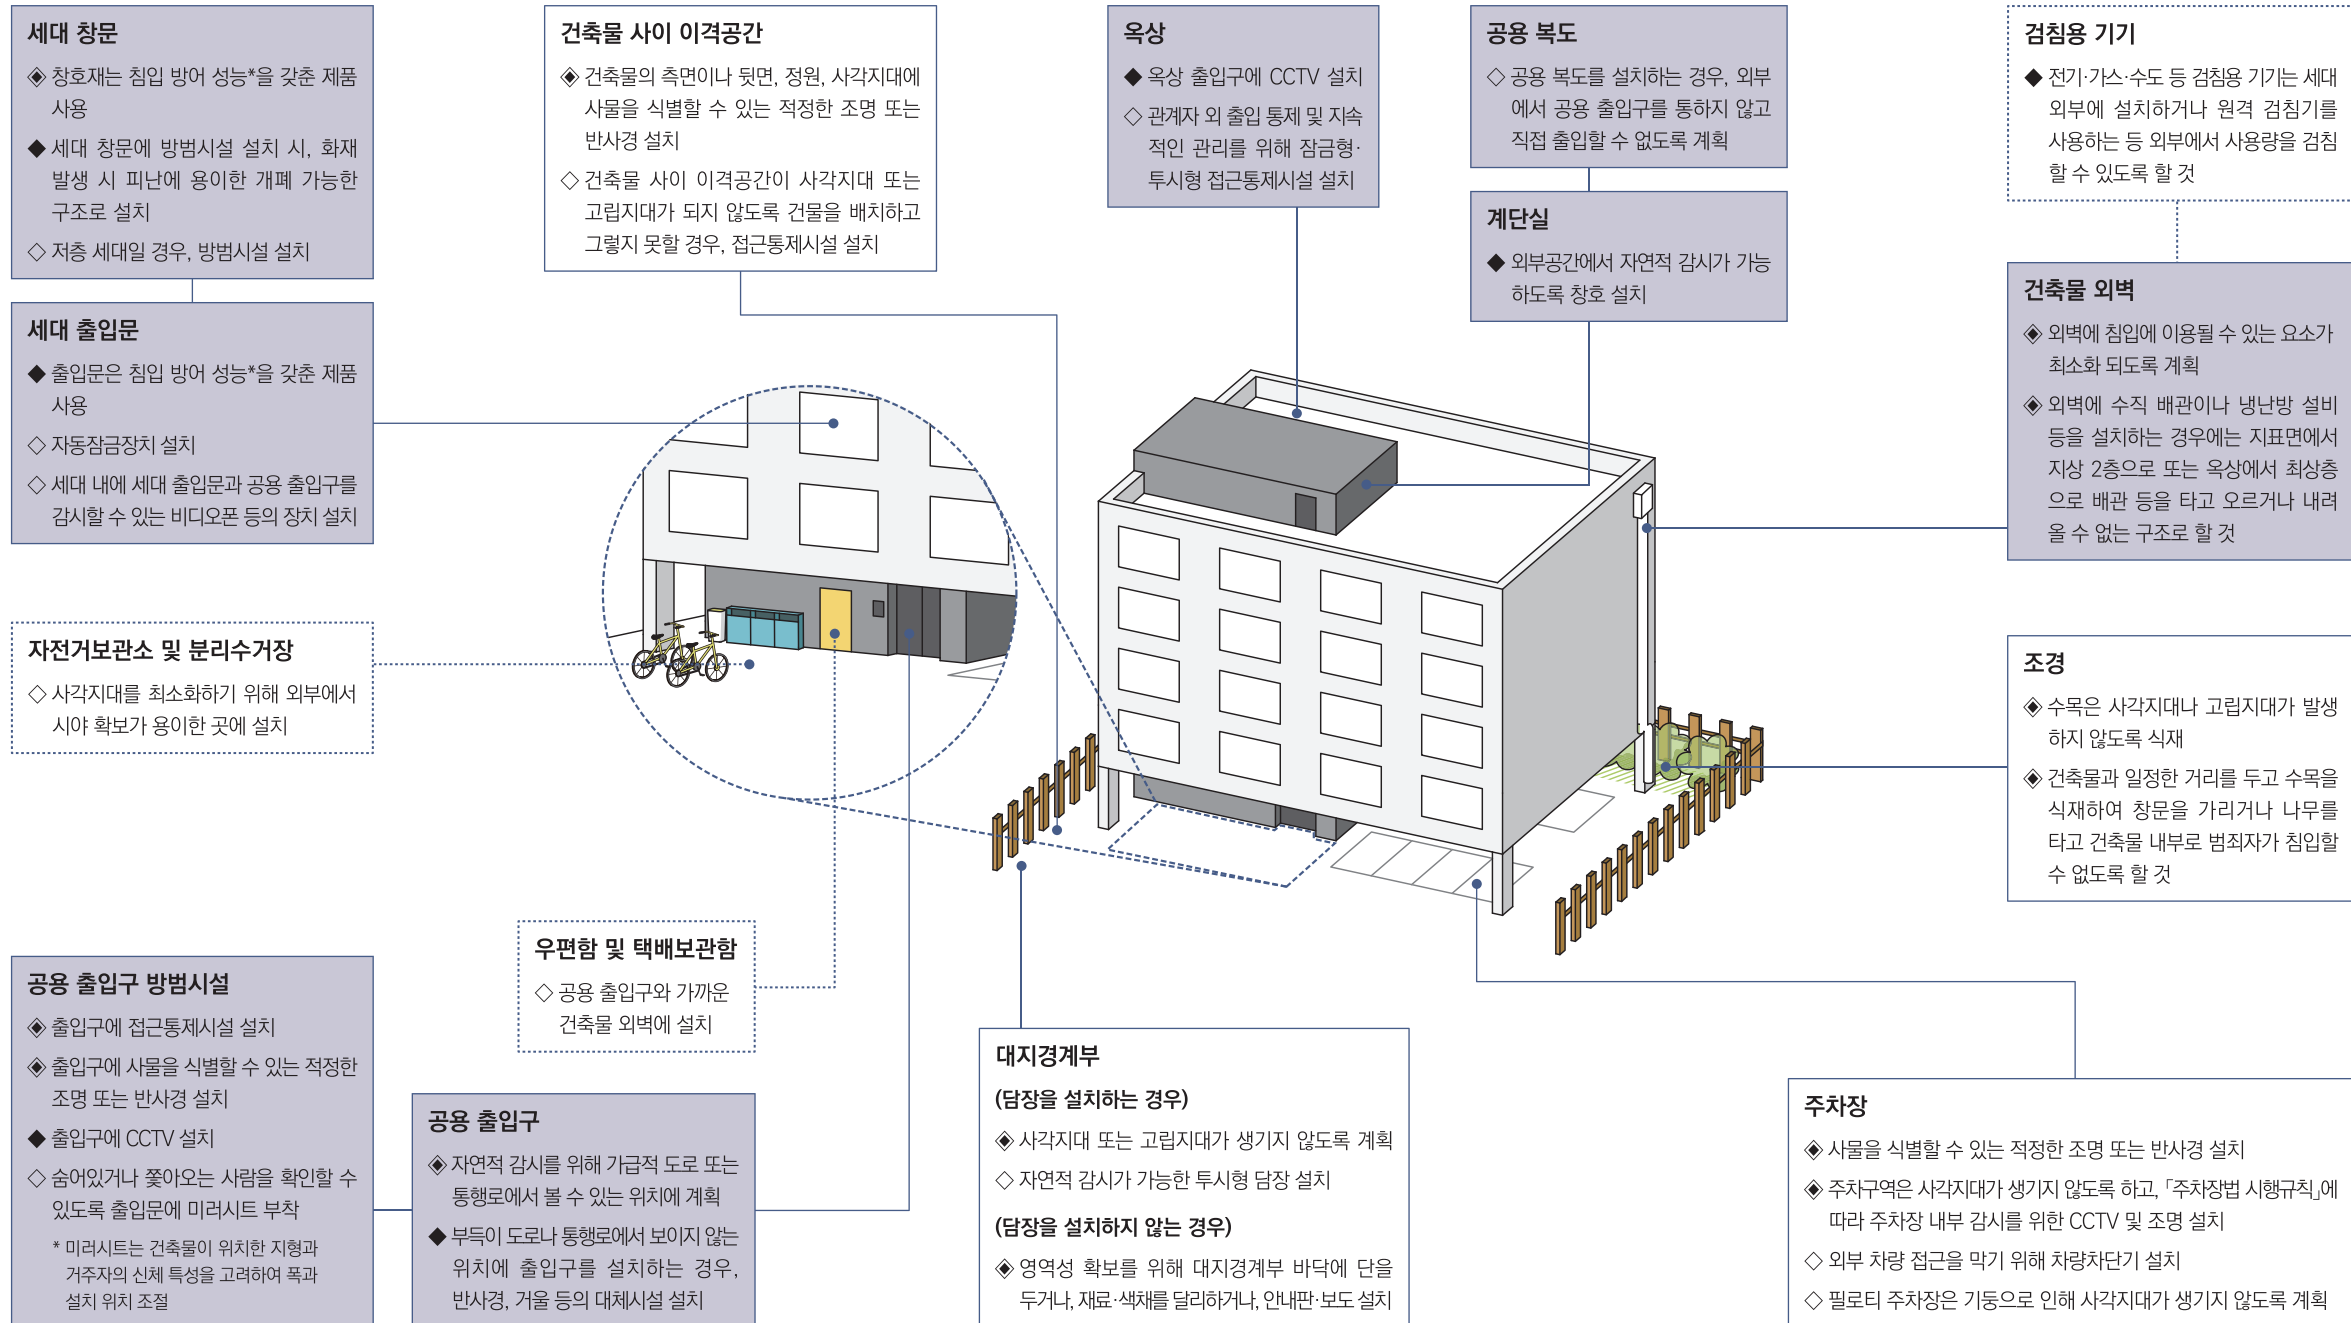 세대 창문
◈ 창호재는 침입 방어 성능*을 갖춘 제품
사용
◆ 세대 창문에 방범시설 설치 시, 화재
발생 시 피난에 용이한 개폐 가능한
구조로 설치
◇ 저층 세대일 경우, 방범시설 설치
세대 출입문
◆ 출입문은 침입 방어 성능*을 갖춘 제품
사용
◇ 자동잠금장치 설치
◇ 세대 내에 세대 출입문과 공용 출입구를
감시할 수 있는 비디오폰 등의 장치 설치
자전거보관소 및 분리수거장
◇ 사각지대를 최소화하기 위해 외부에서
시야 확보가 용이한 곳에 설치
공용 출입구 방범시설
◈ 출입구에 접근통제시설 설치
◈ 출입구에 사물을 식별할 수 있는 적정한
조명 또는 반사경 설치
◆ 출입구에 CCTV 설치
◇ 숨어있거나 쫓아오는 사람을 확인할 수
있도록 출입문에 미러시트 부착
* 미러시트는 건축물이 위치한 지형과
거주자의 신체 특성을 고려하여 폭과
설치 위치 조절
건축물 사이 이격공간
◈ 건축물의 측면이나 뒷면, 정원, 사각지대에
사물을 식별할 수 있는 적정한 조명 또는
반사경 설치
◇ 건축물 사이 이격공간이 사각지대 또는
고립지대가 되지 않도록 건물을 배치하고
그렇지 못할 경우, 접근통제시설 설치
우편함 및 택배보관함
◇ 공용 출입구와 가까운
건축물 외벽에 설치
공용 출입구
◈ 자연적 감시를 위해 가급적 도로 또는
통행로에서 볼 수 있는 위치에 계획
◆ 부득이 도로나 통행로에서 보이지 않는
위치에 출입구를 설치하는 경우,
반사경, 거울 등의 대체시설 설치
옥상
◆ 옥상 출입구에 CCTV 설치
◇ 관계자 외 출입 통제 및 지속
적인 관리를 위해 잠금형·
투시형 접근통제시설 설치
공용 복도
◇ 공용 복도를 설치하는 경우, 외부
에서 공용 출입구를 통하지 않고
직접 출입할 수 없도록 계획
계단실
◆ 외부공간에서 자연적 감시가 가능
하도록 창호 설치
대지경계부
(담장을 설치하는 경우)
◈ 사각지대 또는 고립지대가 생기지 않도록 계획
◇ 자연적 감시가 가능한 투시형 담장 설치
(담장을 설치하지 않는 경우)
◈ 영역성 확보를 위해 대지경계부 바닥에 단을
두거나, 재료·색채를 달리하거나, 안내판·보도 설치
검침용 기기
◆ 전기·가스·수도 등 검침용 기기는 세대
외부에 설치하거나 원격 검침기를
사용하는 등 외부에서 사용량을 검침
할 수 있도록 할 것
건축물 외벽
◈ 외벽에 침입에 이용될 수 있는 요소가
최소화 되도록 계획
◈ 외벽에 수직 배관이나 냉난방 설비
등을 설치하는 경우에는 지표면에서
지상 2층으로 또는 옥상에서 최상층
으로 배관 등을 타고 오르거나 내려
올 수 없는 구조로 할 것
조경
◈ 수목은 사각지대나 고립지대가 발생
하지 않도록 식재
◈ 건축물과 일정한 거리를 두고 수목을
식재하여 창문을 가리거나 나무를
타고 건축물 내부로 범죄자가 침입할
수 없도록 할 것
주차장
◈ 사물을 식별할 수 있는 적정한 조명 또는 반사경 설치
◈ 주차구역은 사각지대가 생기지 않도록 하고, 「주차장법 시행규칙」에
따라 주차장 내부 감시를 위한 CCTV 및 조명 설치
◇ 외부 차량 접근을 막기 위해 차량차단기 설치
◇ 필로티 주차장은 기둥으로 인해 사각지대가 생기지 않도록 계획